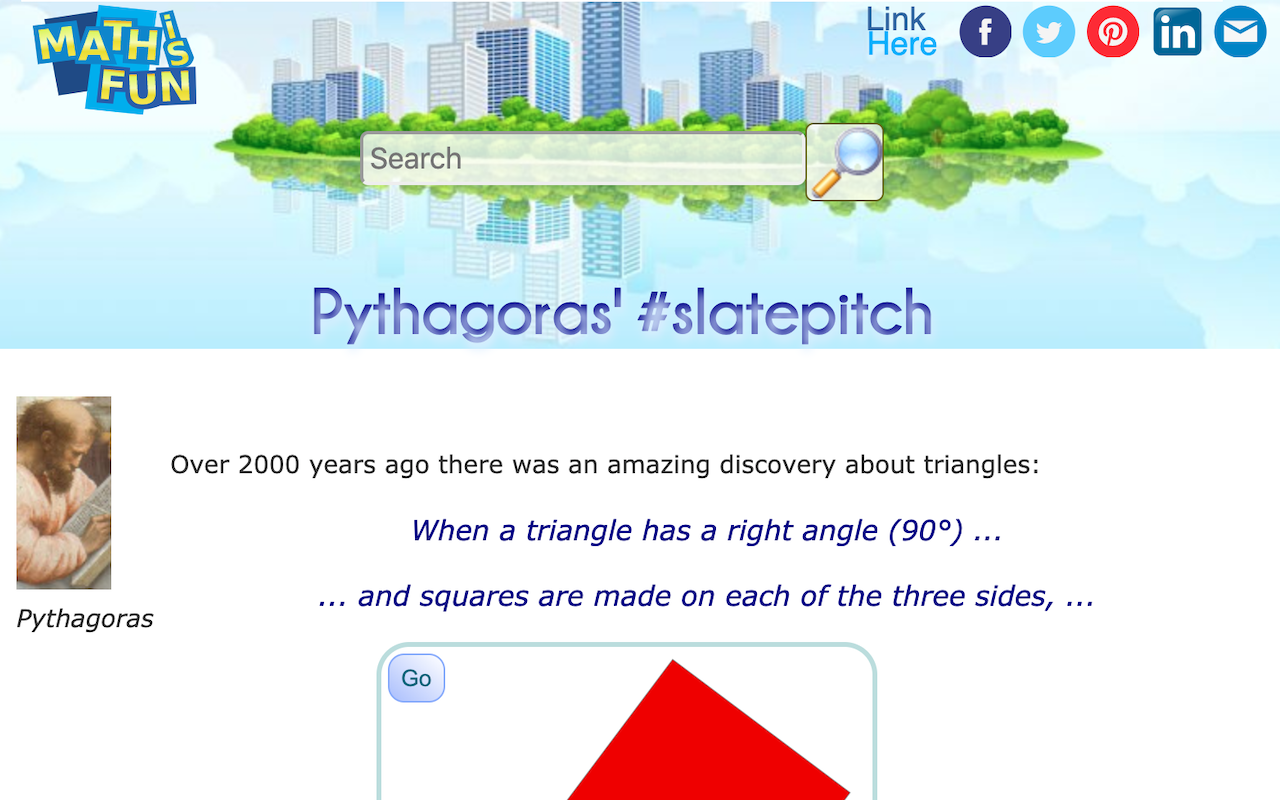 MATH is FUN
Link
Here
Search
Pythagoras' #slatepitch
Over 2000 years ago there was an amazing discovery about triangles:
When a triangle has a right angle (90°) ...
... and squares are made on each of the three sides, ...
Pythagoras
Go